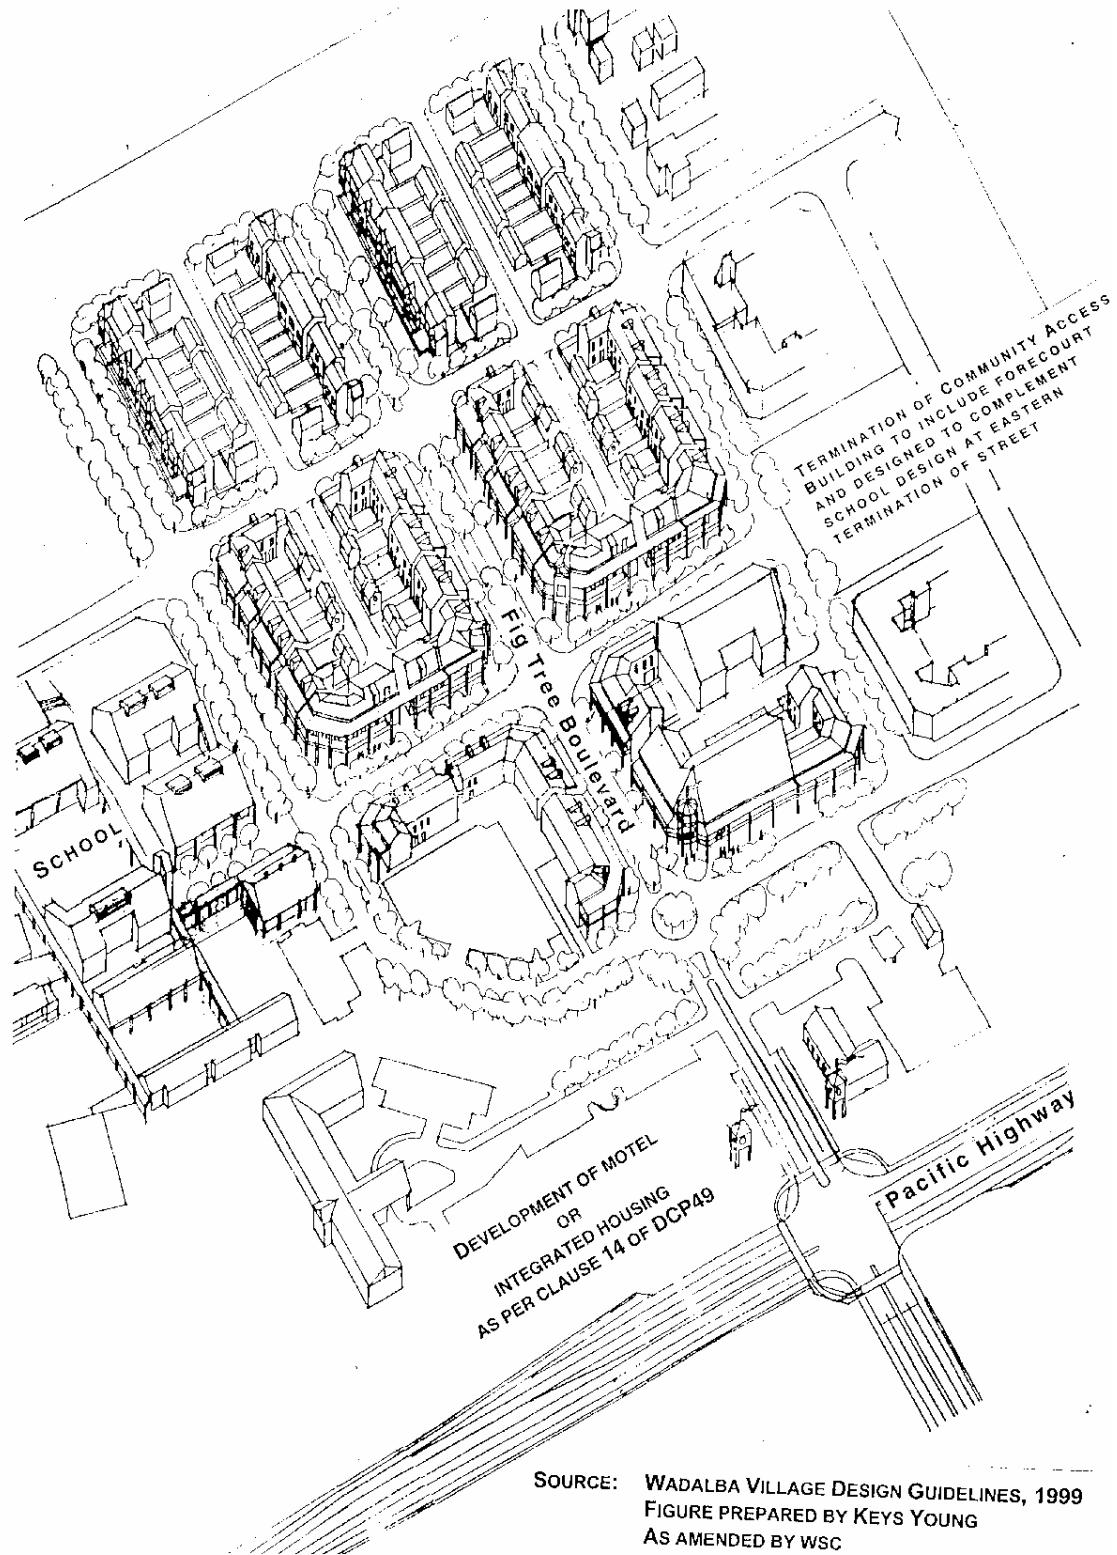 TERMINATION OF COMMUNITY ACCESS
BUILDING TO INCLUDE FORECOURT
AND DESIGNED TO COMPLEMENT
SCHOOL DESIGN AT EASTERN
TERMINATION OF STREET
Fig Tree Boulevard
SCHOOL
Pacific Highway
DEVELOPMENT OF MOTEL
OR
INTEGRATED HOUSING
AS PER CLAUSE 14 OF DCP49
SOURCE: WADALBA VILLAGE DESIGN GUIDELINES, 1999
FIGURE PREPARED BY KEYS YOUNG
AS AMENDED BY WSC